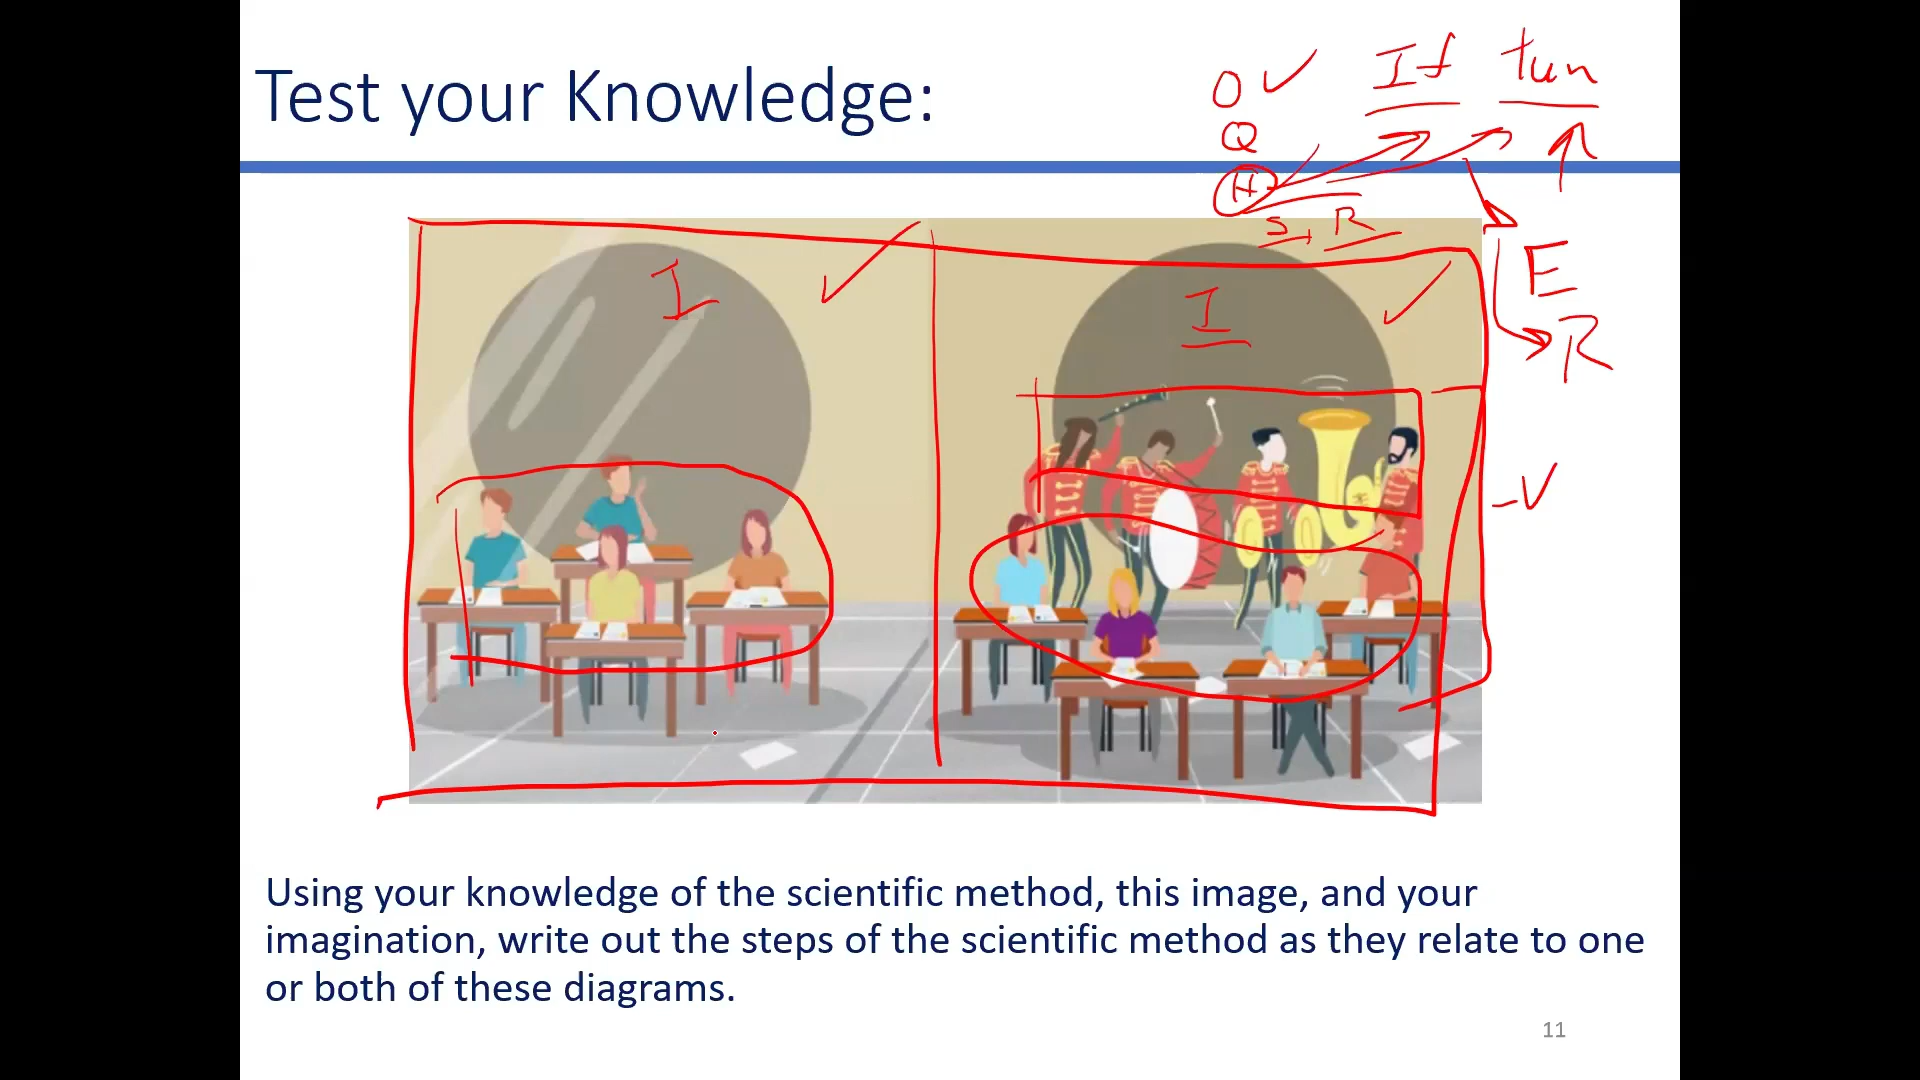 Test your Knowledge:
O ✓ If tun
Q
H
S, R
E
R
I ✓
I ✓
-V
Using your knowledge of the scientific method, this image, and your
imagination, write out the steps of the scientific method as they relate to one
or both of these diagrams.
11